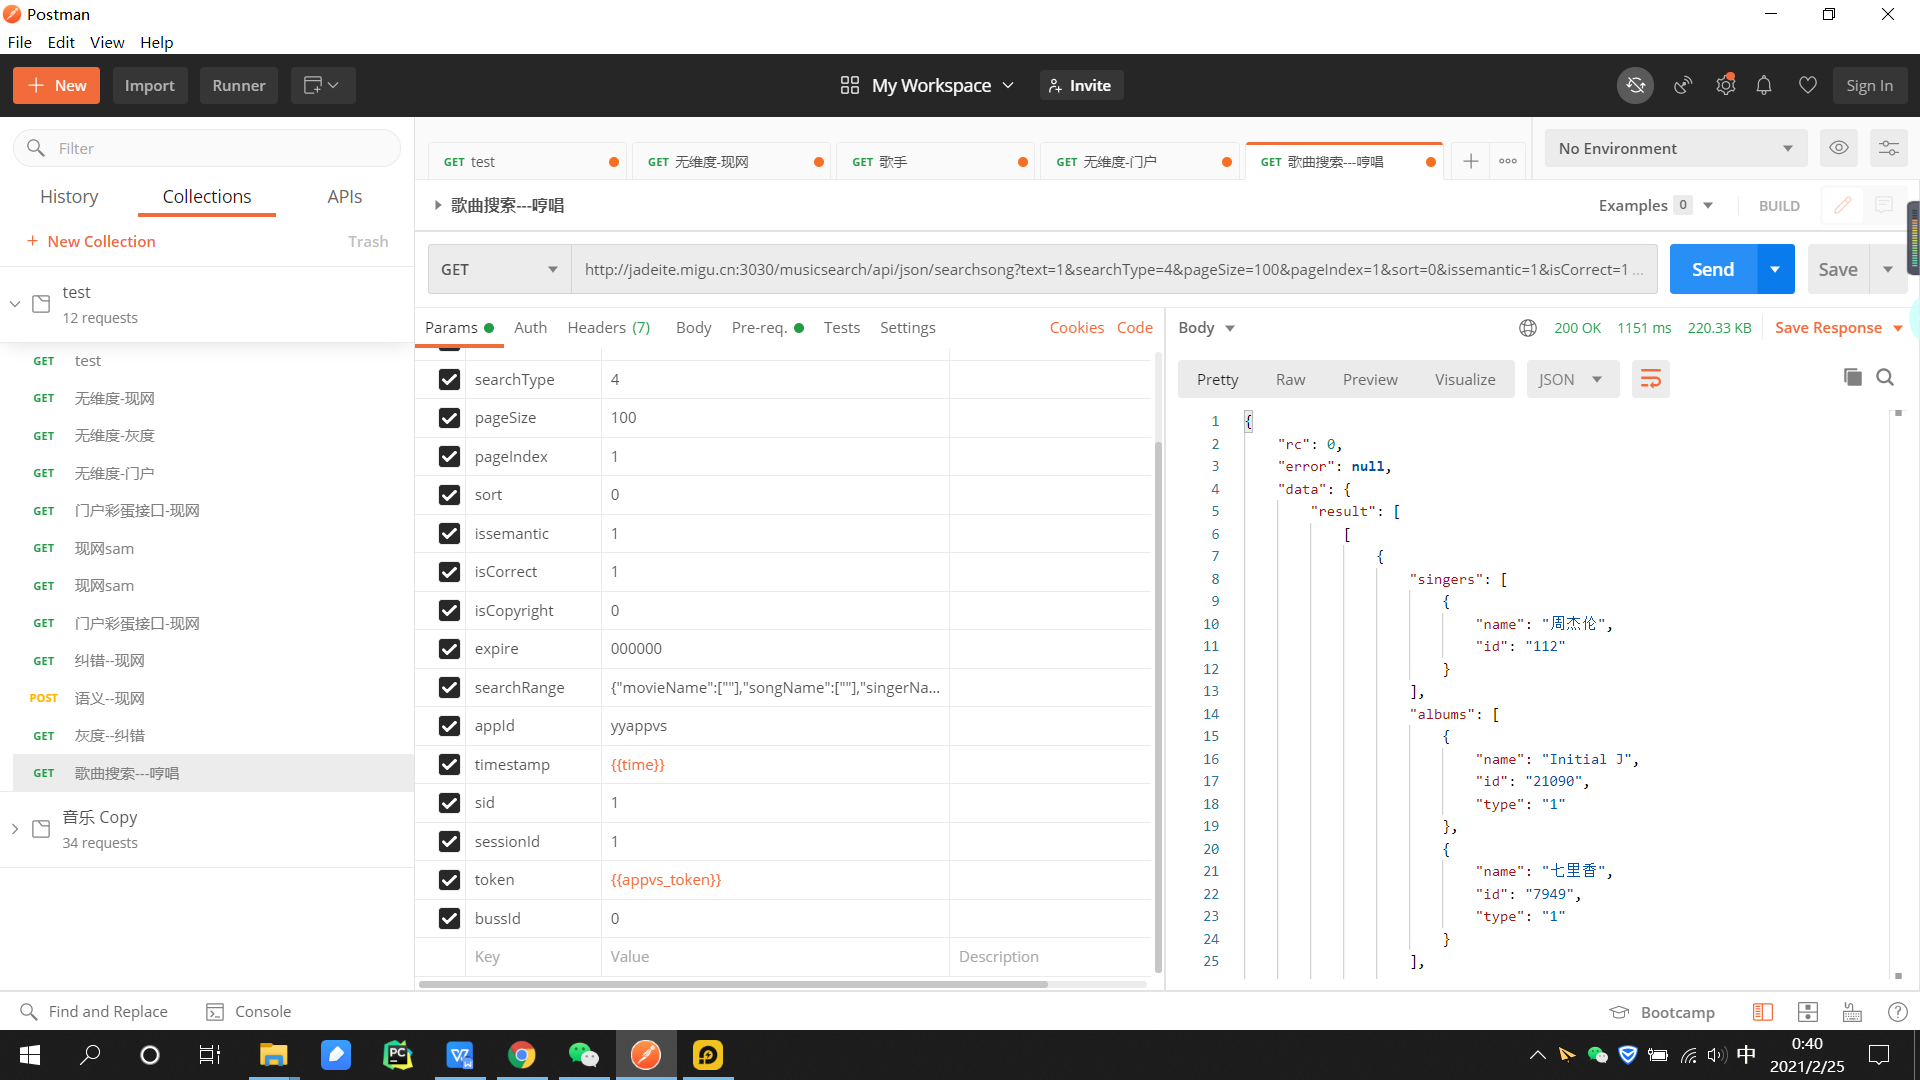 Postman
File Edit View Help
New Import Runner My Workspace Invite Sign In
Filter
History Collections APIs
+ New Collection Trash
test
12 requests
GET test
GET 无维度-现网
GET 无维度-灰度
GET 无维度-门户
GET 门户彩蛋接口-现网
GET 现网sam
GET 现网sam
GET 门户彩蛋接口-现网
GET 纠错--现网
POST 语义--现网
GET 灰度--纠错
GET 歌曲搜索---哼唱
音乐 Copy
34 requests
GET test GET 无维度-现网 GET 歌手 GET 无维度-门户 GET 歌曲搜索---哼唱 No Environment
歌曲搜索---哼唱 Examples 0 BUILD
GET http://jadeite.migu.cn:3030/musicsearch/api/json/searchsong?text=1&searchType=4&pageSize=100&pageIndex=1&sort=0&issemantic=1&isCorrect=1 ... Send Save
Params Auth Headers (7) Body Pre-req. Tests Settings Cookies Code
searchType 4
pageSize 100
pageIndex 1
sort 0
issemantic 1
isCorrect 1
isCopyright 0
expire 000000
searchRange {"movieName":[""],"songName":[""],"singerNa...
appId yyappvs
timestamp {{time}}
sid 1
sessionId 1
token {{appvs_token}}
bussId 0
Key Value Description
Body 200 OK 1151 ms 220.33 KB Save Response
Pretty Raw Preview Visualize JSON
1 {
2 "rc": 0,
3 "error": null,
4 "data": {
5 "result": [
6 [
7 {
8 "singers": [
9 {
10 "name": "周杰伦",
11 "id": "112"
12 }
13 ],
14 "albums": [
15 {
16 "name": "Initial J",
17 "id": "21090",
18 "type": "1"
19 },
20 {
21 "name": "七里香",
22 "id": "7949",
23 "type": "1"
24 }
25 ],
Find and Replace Console Bootcamp
中 0:40
2021/2/25